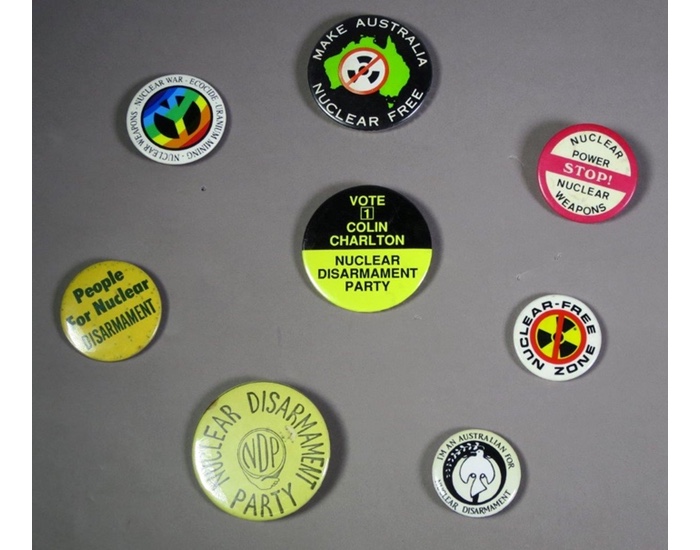 MAKE AUSTRALIA
NUCLEAR FREE
NUCLEAR WEAPONS · NUCLEAR WAR · ECOCIDE · URANIUM MINING ·
NUCLEAR
POWER
STOP!
NUCLEAR
WEAPONS
VOTE
1
COLIN
CHARLTON
NUCLEAR
DISARMAMENT
PARTY
People
For Nuclear
DISARMAMENT
NUCLEAR-FREE
ZONE
NUCLEAR DISARMAMENT
NDP
PARTY
I'M AN AUSTRALIAN FOR
NUCLEAR DISARMAMENT